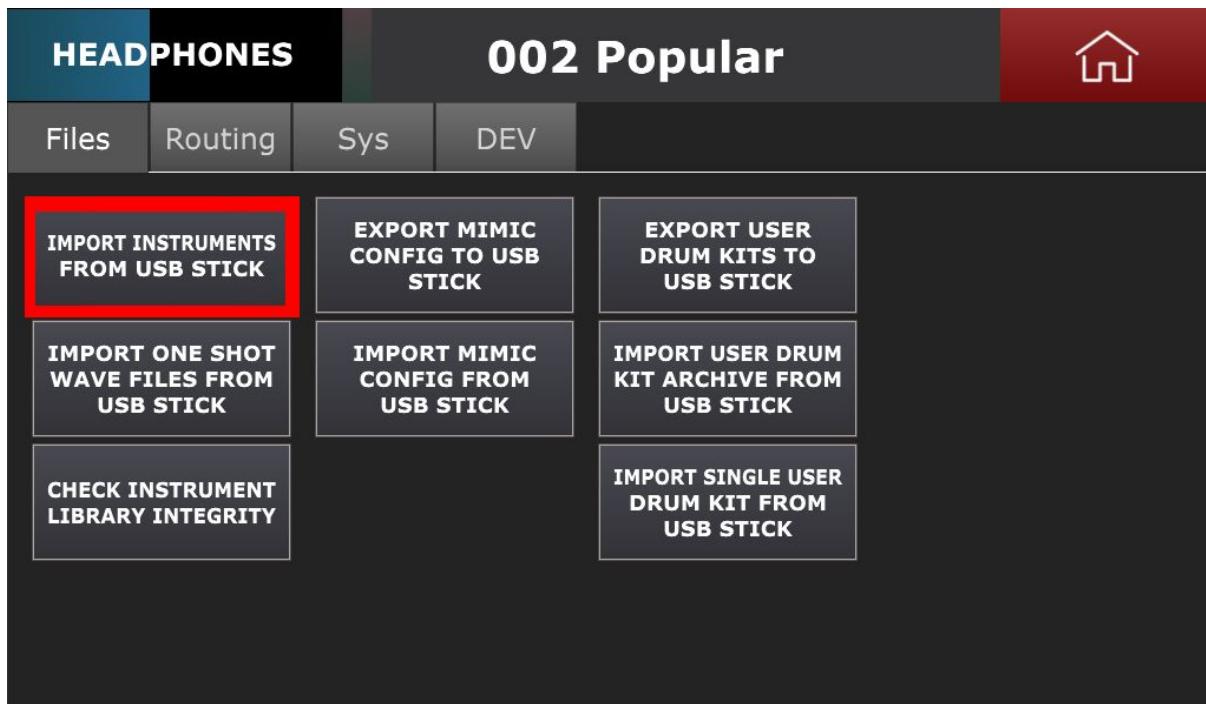 HEADPHONES
002 Popular
Files
Routing
Sys
DEV
IMPORT INSTRUMENTS
FROM USB STICK
EXPORT MIMIC
CONFIG TO USB
STICK
EXPORT USER
DRUM KITS TO
USB STICK
IMPORT ONE SHOT
WAVE FILES FROM
USB STICK
IMPORT MIMIC
CONFIG FROM
USB STICK
IMPORT USER DRUM
KIT ARCHIVE FROM
USB STICK
CHECK INSTRUMENT
LIBRARY INTEGRITY
IMPORT SINGLE USER
DRUM KIT FROM
USB STICK